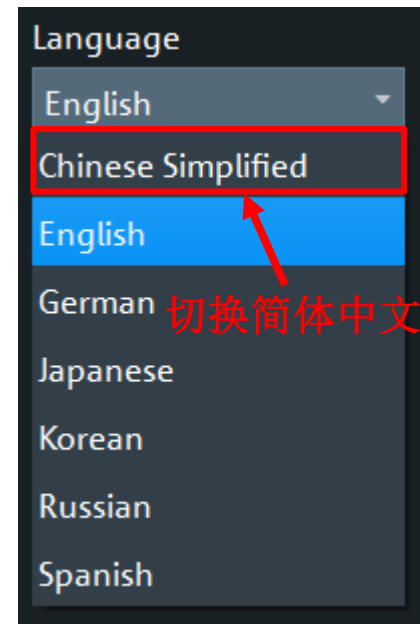 Language
English
Chinese Simplified
English
German
切换简体中文
Japanese
Korean
Russian
Spanish